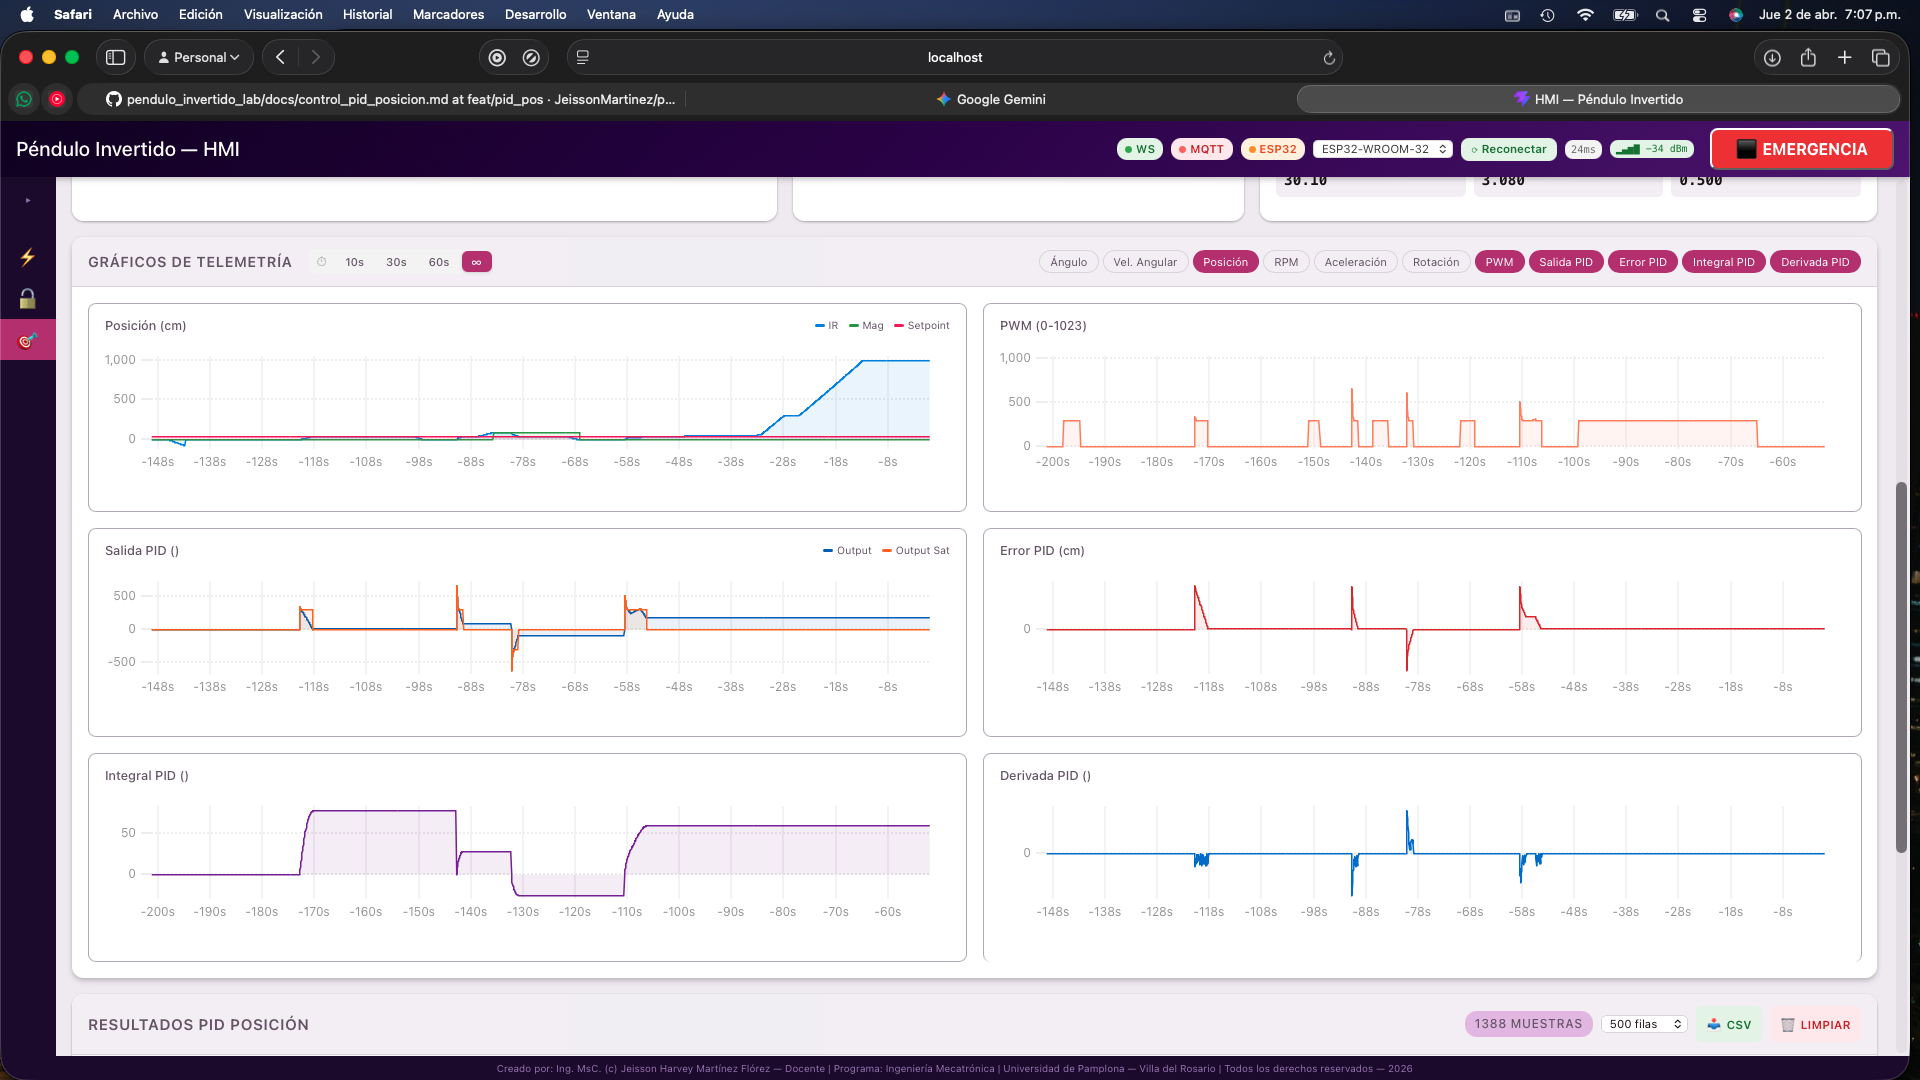 Safari Archivo Edición Visualización Historial Marcadores Desarrollo Ventana Ayuda
Jue 2 de abr. 7:07 p.m.
Personal
localhost
pendulo_invertido_lab/docs/control_pid_posicion.md at feat/pid_pos · JeissonMartinez/p...
Google Gemini
HMI — Péndulo Invertido
Péndulo Invertido — HMI
WS MQTT ESP32 ESP32-WROOM-32 Reconectar 24ms −34 dBm EMERGENCIA
30.10 3.080 0.500
GRÁFICOS DE TELEMETRÍA 10s 30s 60s ∞
Ángulo Vel. Angular Posición RPM Aceleración Rotación PWM Salida PID Error PID Integral PID Derivada PID
Posición (cm)
IR Mag Setpoint
1,000
500
0
-148s -138s -128s -118s -108s -98s -88s -78s -68s -58s -48s -38s -28s -18s -8s
PWM (0-1023)
1,000
500
0
-200s -190s -180s -170s -160s -150s -140s -130s -120s -110s -100s -90s -80s -70s -60s
Salida PID ()
Output Output Sat
500
0
-500
-148s -138s -128s -118s -108s -98s -88s -78s -68s -58s -48s -38s -28s -18s -8s
Error PID (cm)
0
-148s -138s -128s -118s -108s -98s -88s -78s -68s -58s -48s -38s -28s -18s -8s
Integral PID ()
50
0
-200s -190s -180s -170s -160s -150s -140s -130s -120s -110s -100s -90s -80s -70s -60s
Derivada PID ()
0
-148s -138s -128s -118s -108s -98s -88s -78s -68s -58s -48s -38s -28s -18s -8s
RESULTADOS PID POSICIÓN
1388 MUESTRAS 500 filas CSV LIMPIAR
Creado por: Ing. MsC. (c) Jeisson Harvey Martínez Flórez — Docente | Programa: Ingeniería Mecatrónica | Universidad de Pamplona — Villa del Rosario | Todos los derechos reservados — 2026